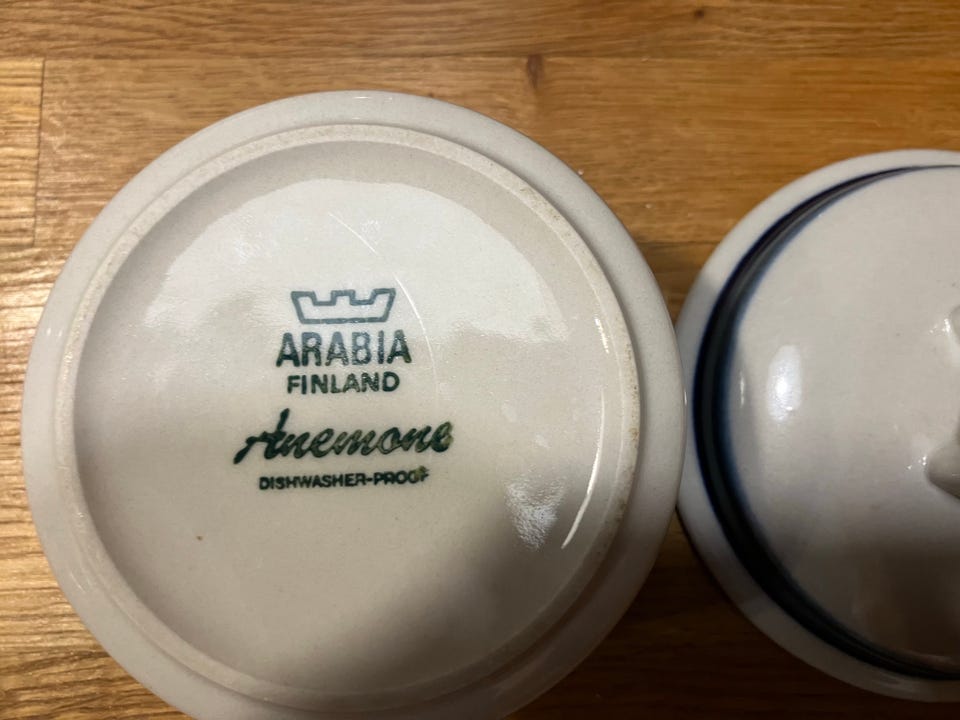 ARABIA
FINLAND
Anemone
DISHWASHER-PROOF